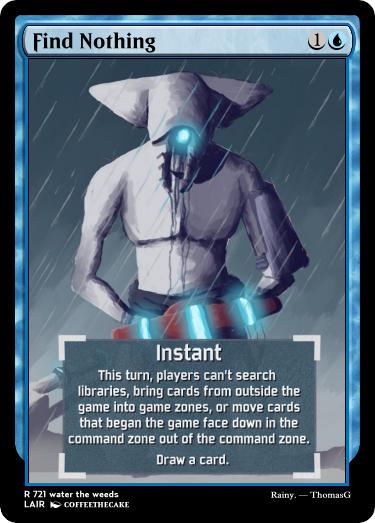 Find Nothing 1
Instant
This turn, players can't search
libraries, bring cards from outside the
game into game zones, or move cards
that began the game face down in the
command zone out of the command zone.
Draw a card.
R 721 water the weeds
LAIR COFFEETHECAKE
Rainy. — ThomasG